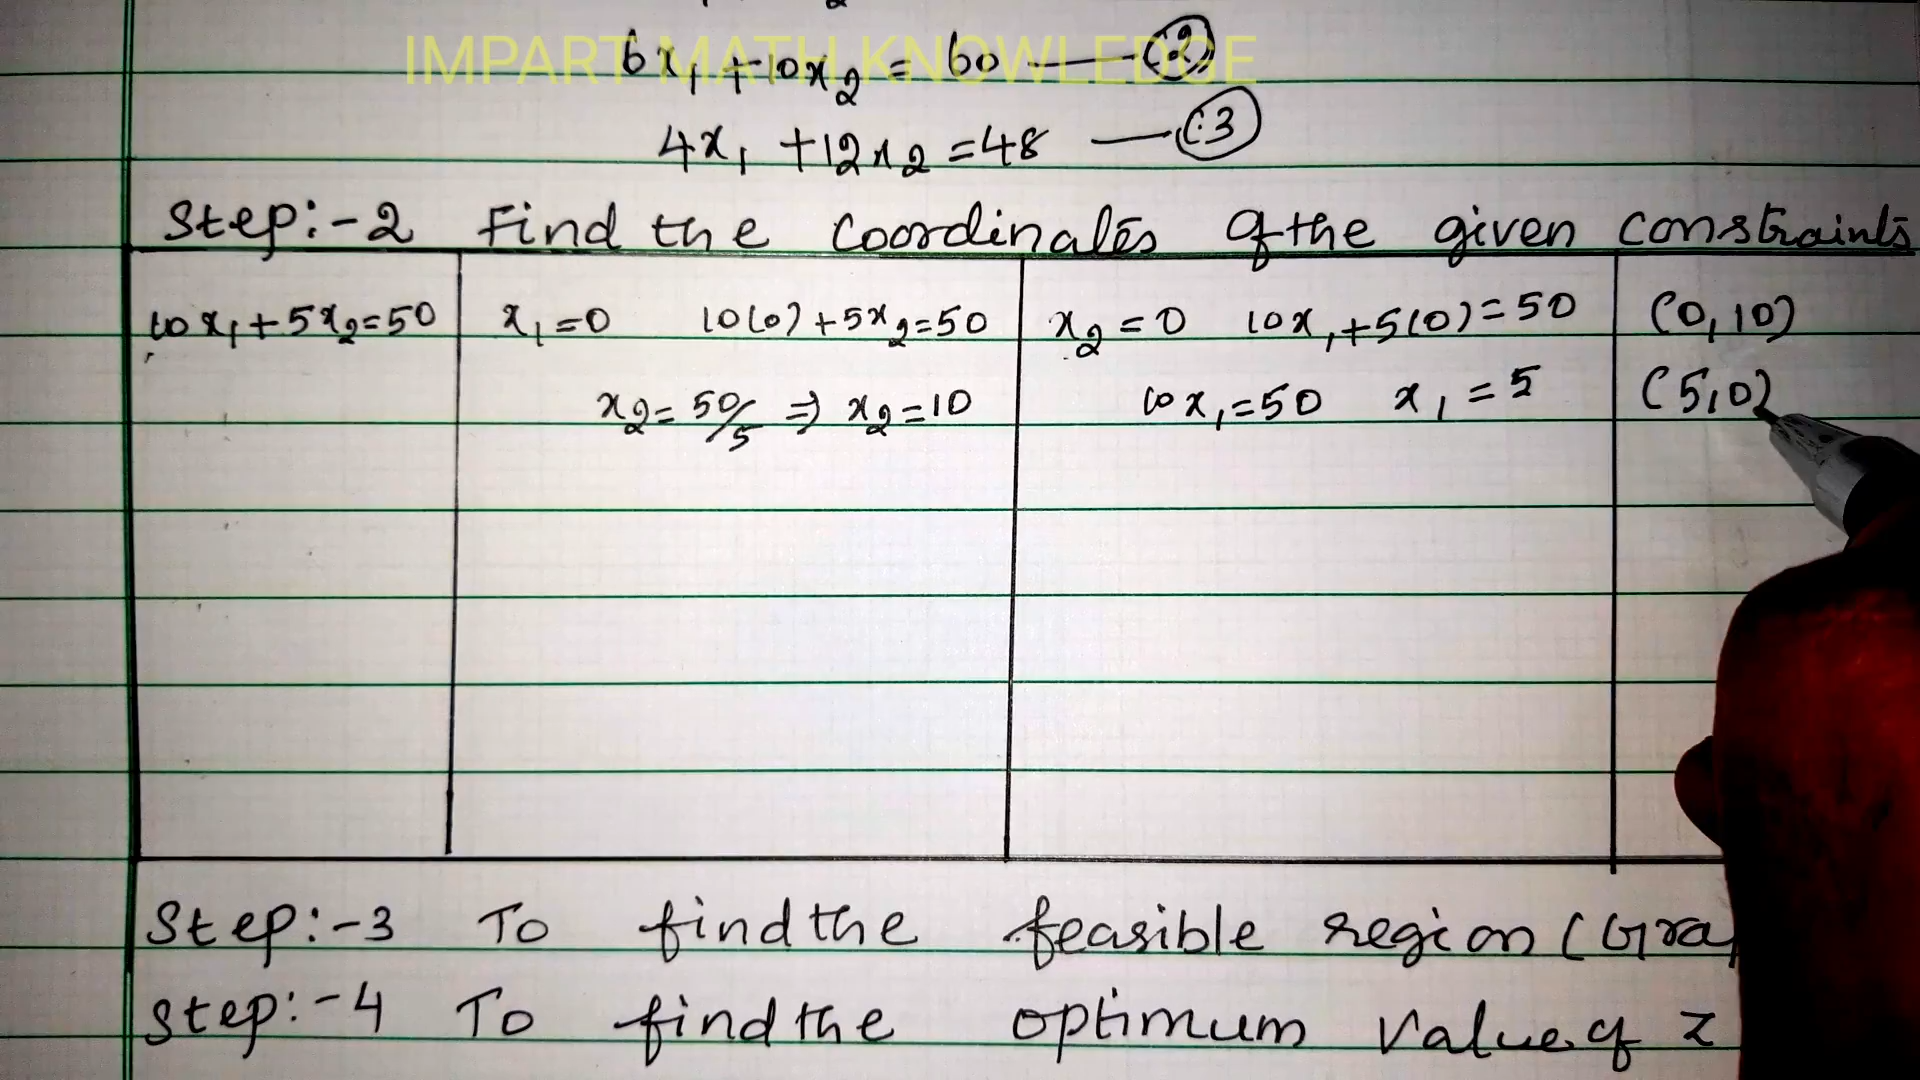 IMPART MATH KNOWLEDGE
6x₁ + 10x₂ = 60 — (2)
4x₁ + 12x₂ = 48 — (3)
Step:-2 Find the Coordinates of the given constraints
10x₁ + 5x₂ = 50 x₁ = 0 10(0) + 5x₂ = 50 x₂ = 0 10x₁ + 5(0) = 50 (0,10)
x₂ = 50/5 ⇒ x₂ = 10 10x₁ = 50 x₁ = 5 (5,0)
Step:-3 To find the feasible region (Gra
Step:-4 To find the optimum value of z